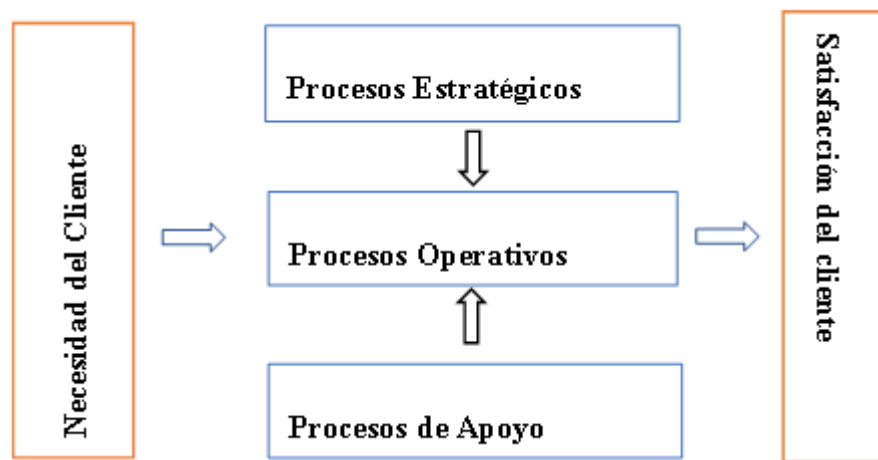 Necesidad del Cliente
Procesos Estratégicos
Procesos Operativos
Procesos de Apoyo
Satisfacción del cliente